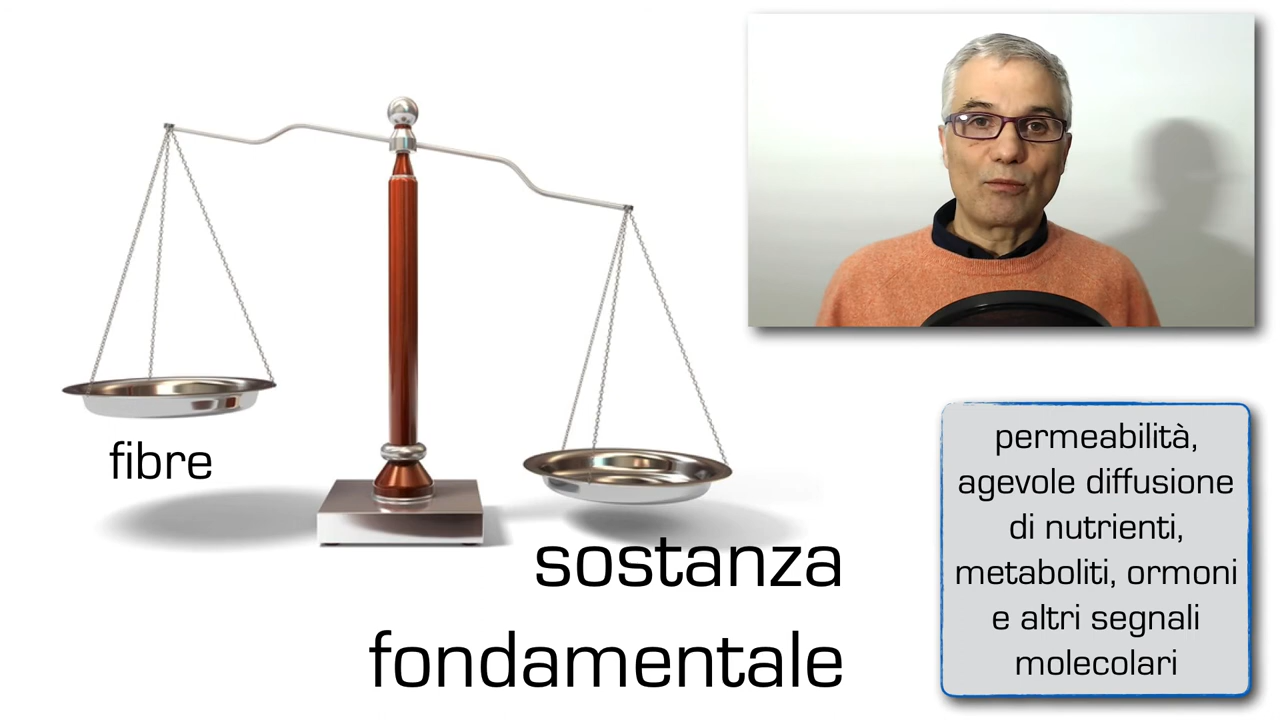 fibre
sostanza
fondamentale
permeabilità,
agevole diffusione
di nutrienti,
metaboliti, ormoni
e altri segnali
molecolari